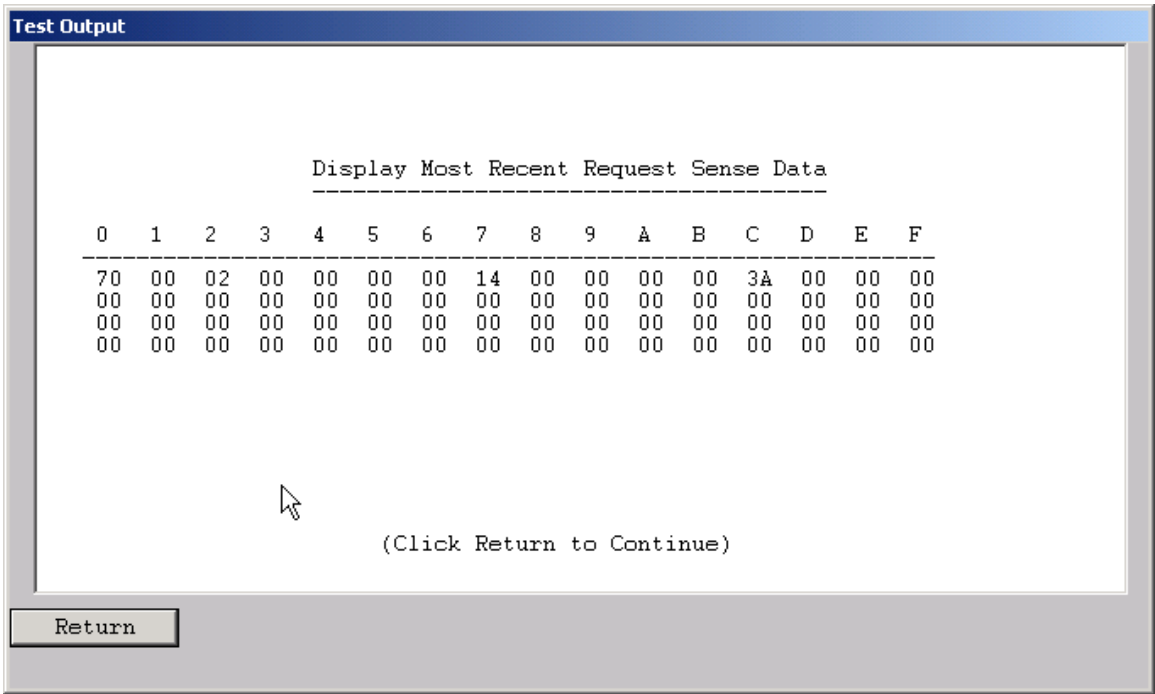 Test Output
Display Most Recent Request Sense Data
--------------------------------------
0 1 2 3 4 5 6 7 8 9 A B C D E F
---------------------------------------------------------------
70 00 02 00 00 00 00 14 00 00 00 00 3A 00 00 00
00 00 00 00 00 00 00 00 00 00 00 00 00 00 00 00
00 00 00 00 00 00 00 00 00 00 00 00 00 00 00 00
00 00 00 00 00 00 00 00 00 00 00 00 00 00 00 00
(Click Return to Continue)
Return